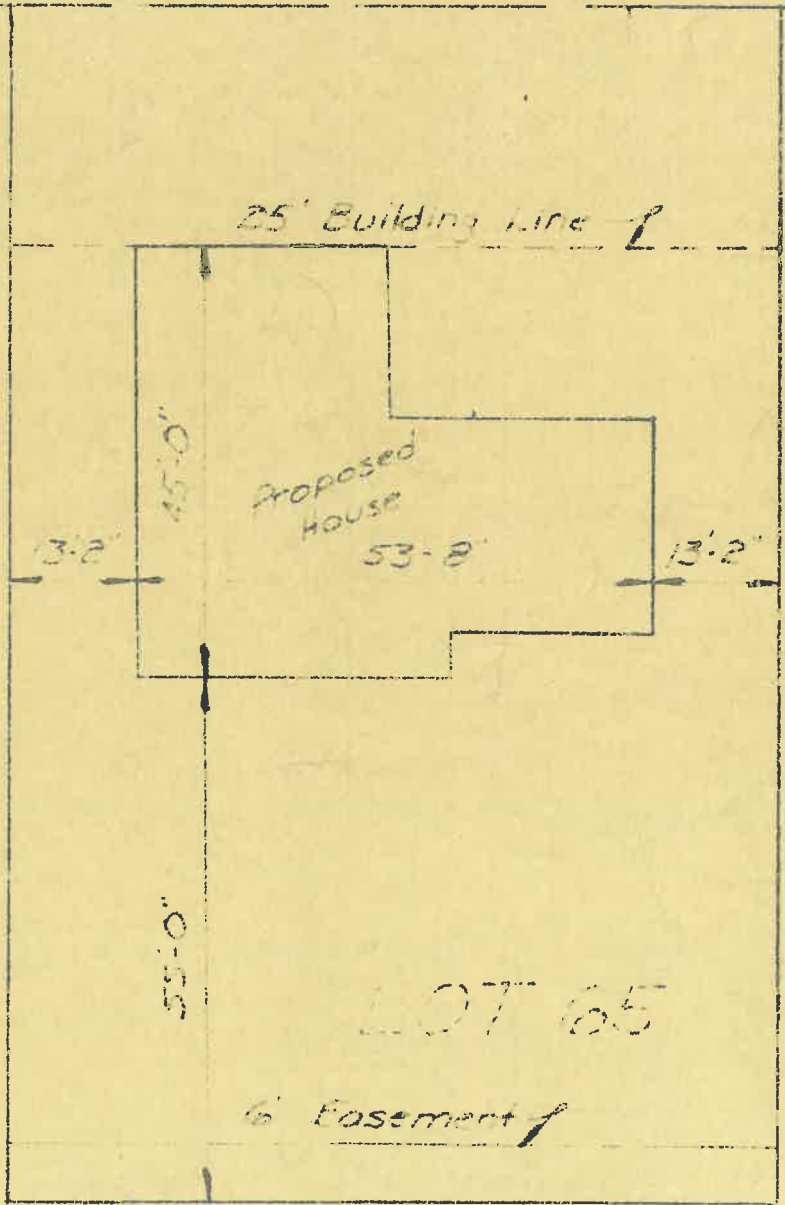 25' Building Line
45'-0"
Proposed
House
13'-2"
53-8"
13'-2"
55'-0"
LOT 65
6' Easement